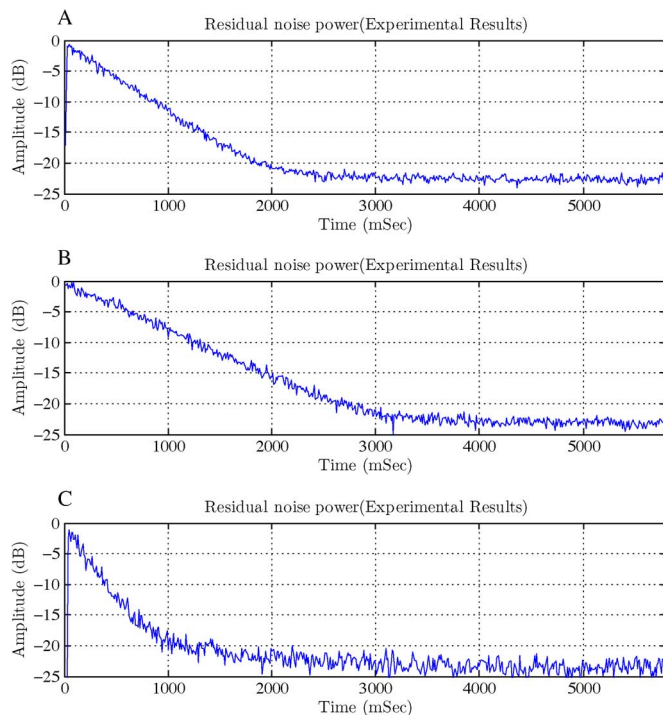 A
Residual noise power(Experimental Results)
Amplitude (dB)
0
−5
−10
−15
−20
−25
0 1000 2000 3000 4000 5000
Time (mSec)
B
Residual noise power(Experimental Results)
Amplitude (dB)
0
−5
−10
−15
−20
−25
0 1000 2000 3000 4000 5000
Time (mSec)
C
Residual noise power(Experimental Results)
Amplitude (dB)
0
−5
−10
−15
−20
−25
0 1000 2000 3000 4000 5000
Time (mSec)